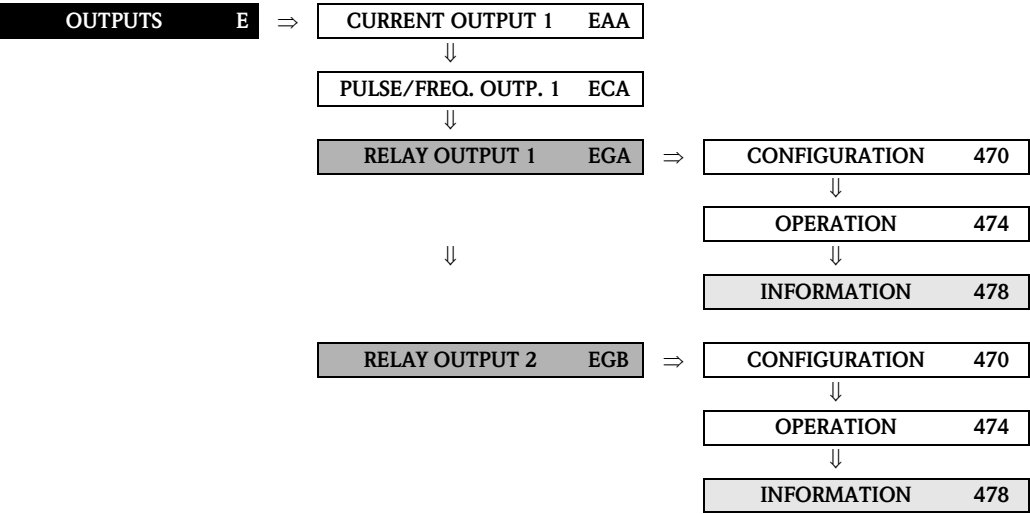 OUTPUTS E ⇒ CURRENT OUTPUT 1 EAA
⇓
PULSE/FREQ. OUTP. 1 ECA
⇓
RELAY OUTPUT 1 EGA ⇒ CONFIGURATION 470
⇓
OPERATION 474
⇓ ⇓
INFORMATION 478
RELAY OUTPUT 2 EGB ⇒ CONFIGURATION 470
⇓
OPERATION 474
⇓
INFORMATION 478